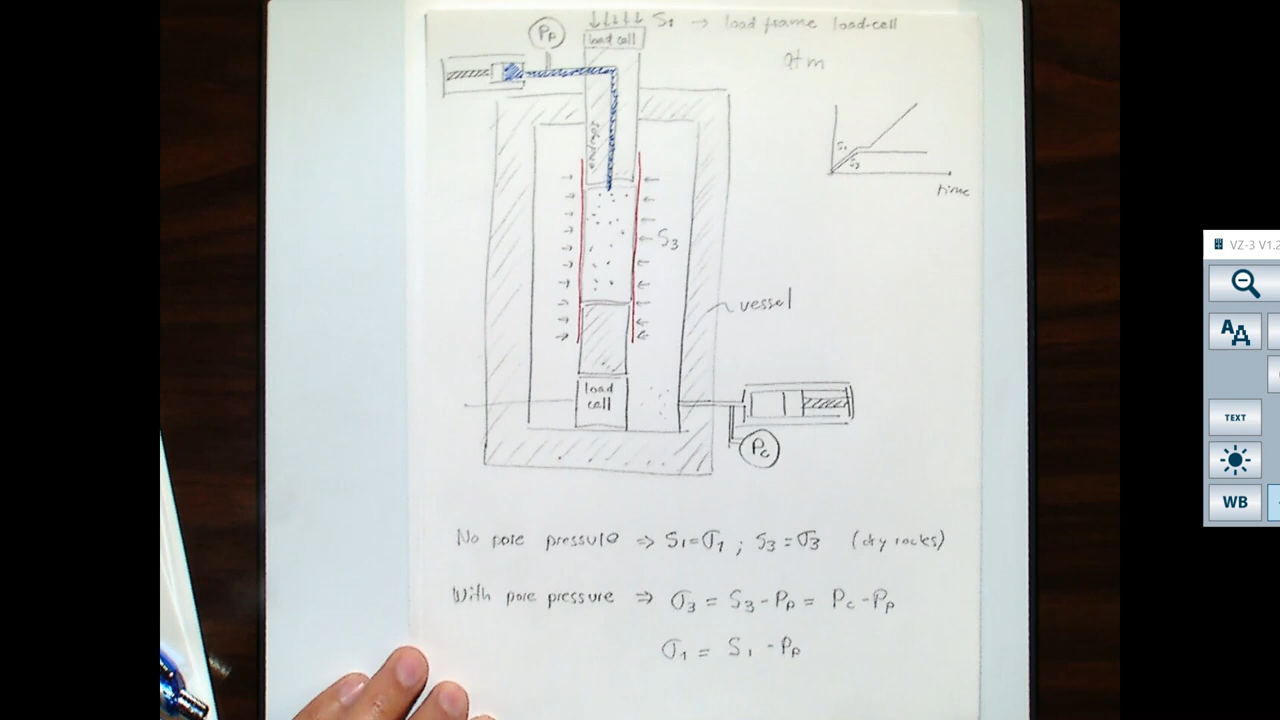 S1 → load frame load-cell
Pp
load cell
atm
endcap
S1
S3
time
S3
vessel
load
cell
Pc
No pore pressure ⇒ S1=σ1 ; S3=σ3 (dry rocks)
With pore pressure ⇒ σ3 = S3-Pp = Pc-Pp
σ1 = S1 -Pp
VZ-3 V1.2
AA
TEXT
WB